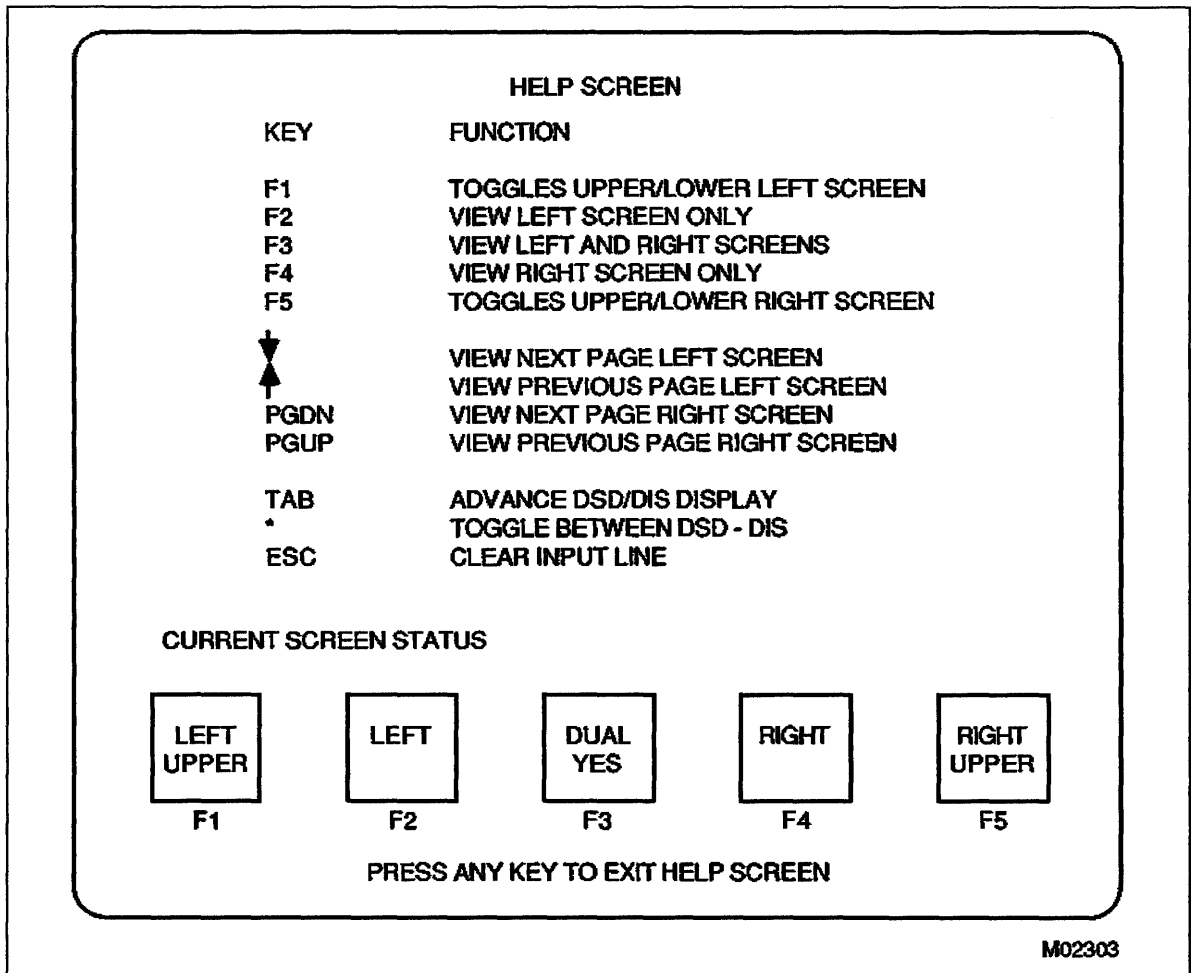 HELP SCREEN
KEY FUNCTION
F1 TOGGLES UPPER/LOWER LEFT SCREEN
F2 VIEW LEFT SCREEN ONLY
F3 VIEW LEFT AND RIGHT SCREENS
F4 VIEW RIGHT SCREEN ONLY
F5 TOGGLES UPPER/LOWER RIGHT SCREEN
↓ VIEW NEXT PAGE LEFT SCREEN
↑ VIEW PREVIOUS PAGE LEFT SCREEN
PGDN VIEW NEXT PAGE RIGHT SCREEN
PGUP VIEW PREVIOUS PAGE RIGHT SCREEN
TAB ADVANCE DSD/DIS DISPLAY
* TOGGLE BETWEEN DSD - DIS
ESC CLEAR INPUT LINE
CURRENT SCREEN STATUS
LEFT UPPER
F1
LEFT
F2
DUAL YES
F3
RIGHT
F4
RIGHT UPPER
F5
PRESS ANY KEY TO EXIT HELP SCREEN
M02303